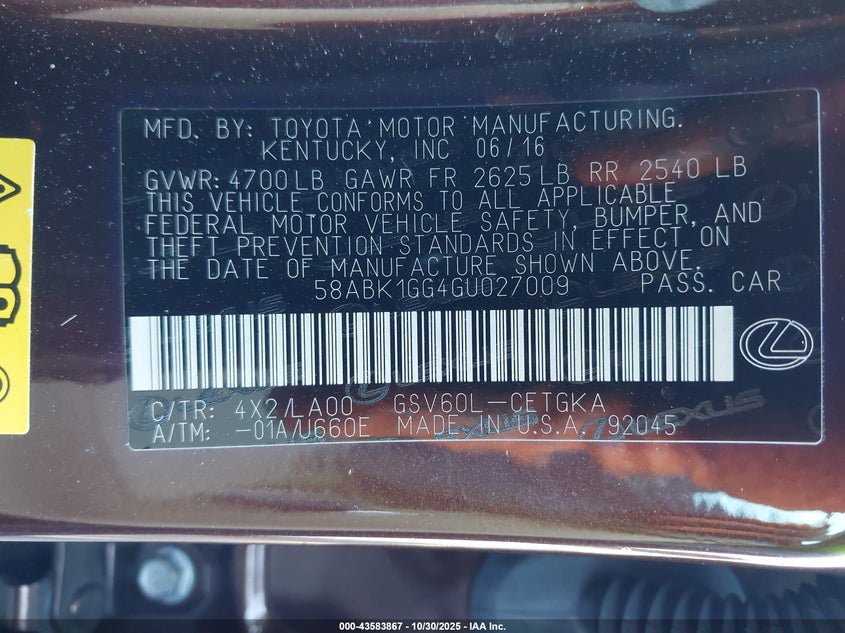 MFD. BY: TOYOTA MOTOR MANUFACTURING.
KENTUCKY, INC 06/16
GVWR: 4700LB GAWR FR 2625LB RR 2540 LB
THIS VEHICLE CONFORMS TO ALL APPLICABLE
FEDERAL MOTOR VEHICLE SAFETY, BUMPER, AND
THEFT PREVENTION STANDARDS IN EFFECT ON
THE DATE OF MANUFACTURE SHOWN ABOVE.
58ABK1GG4GU027009 PASS. CAR
C/TR: 4X2/LA00 GSV60L-CETGKA
A/TM: -01A/U660E MADE IN U.S.A 92045
LEXUS
000-43583867 - 10/30/2025 - IAA Inc.